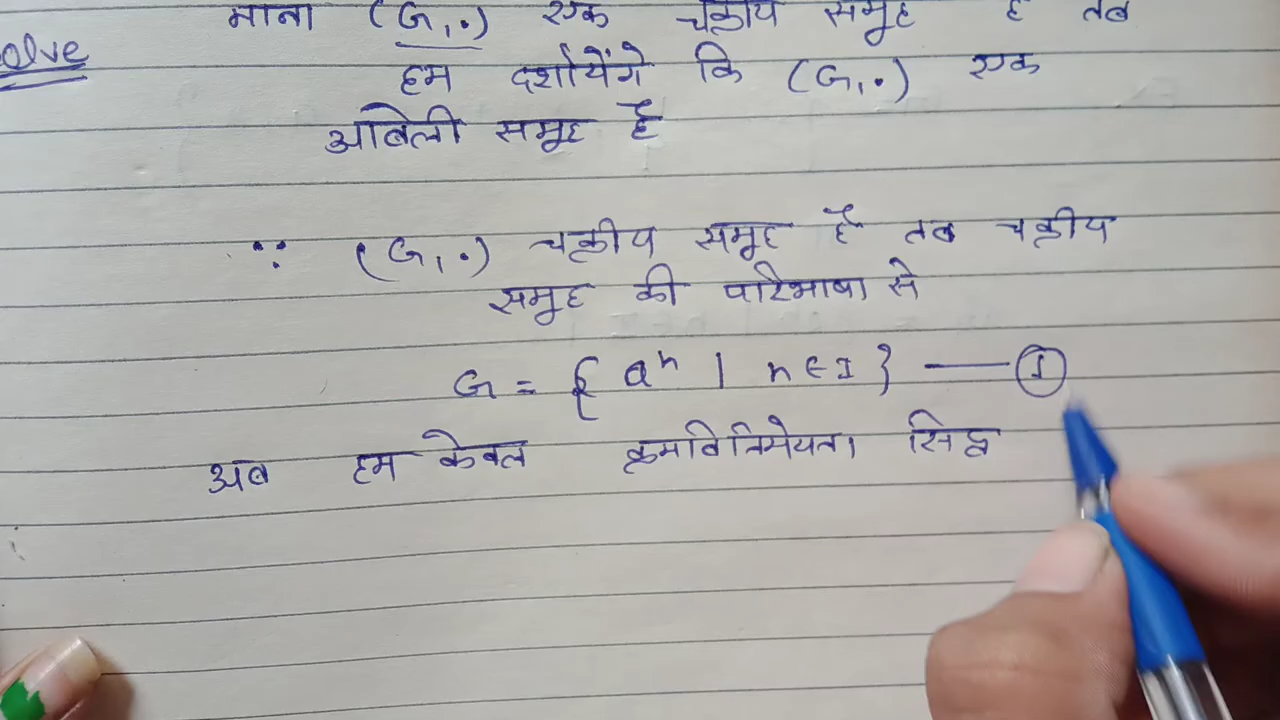 माना (G,.) एक चक्रीय समूह है तब
olve
हम दर्शायेंगे कि (G,.) एक
आबेली समूह है
∵ (G,.) चक्रीय समूह है तब चक्रीय
समूह की परिभाषा से
G = { aⁿ | n ∈ I } —— ①
अब हम केवल क्रमविनिमेयता सिद्ध